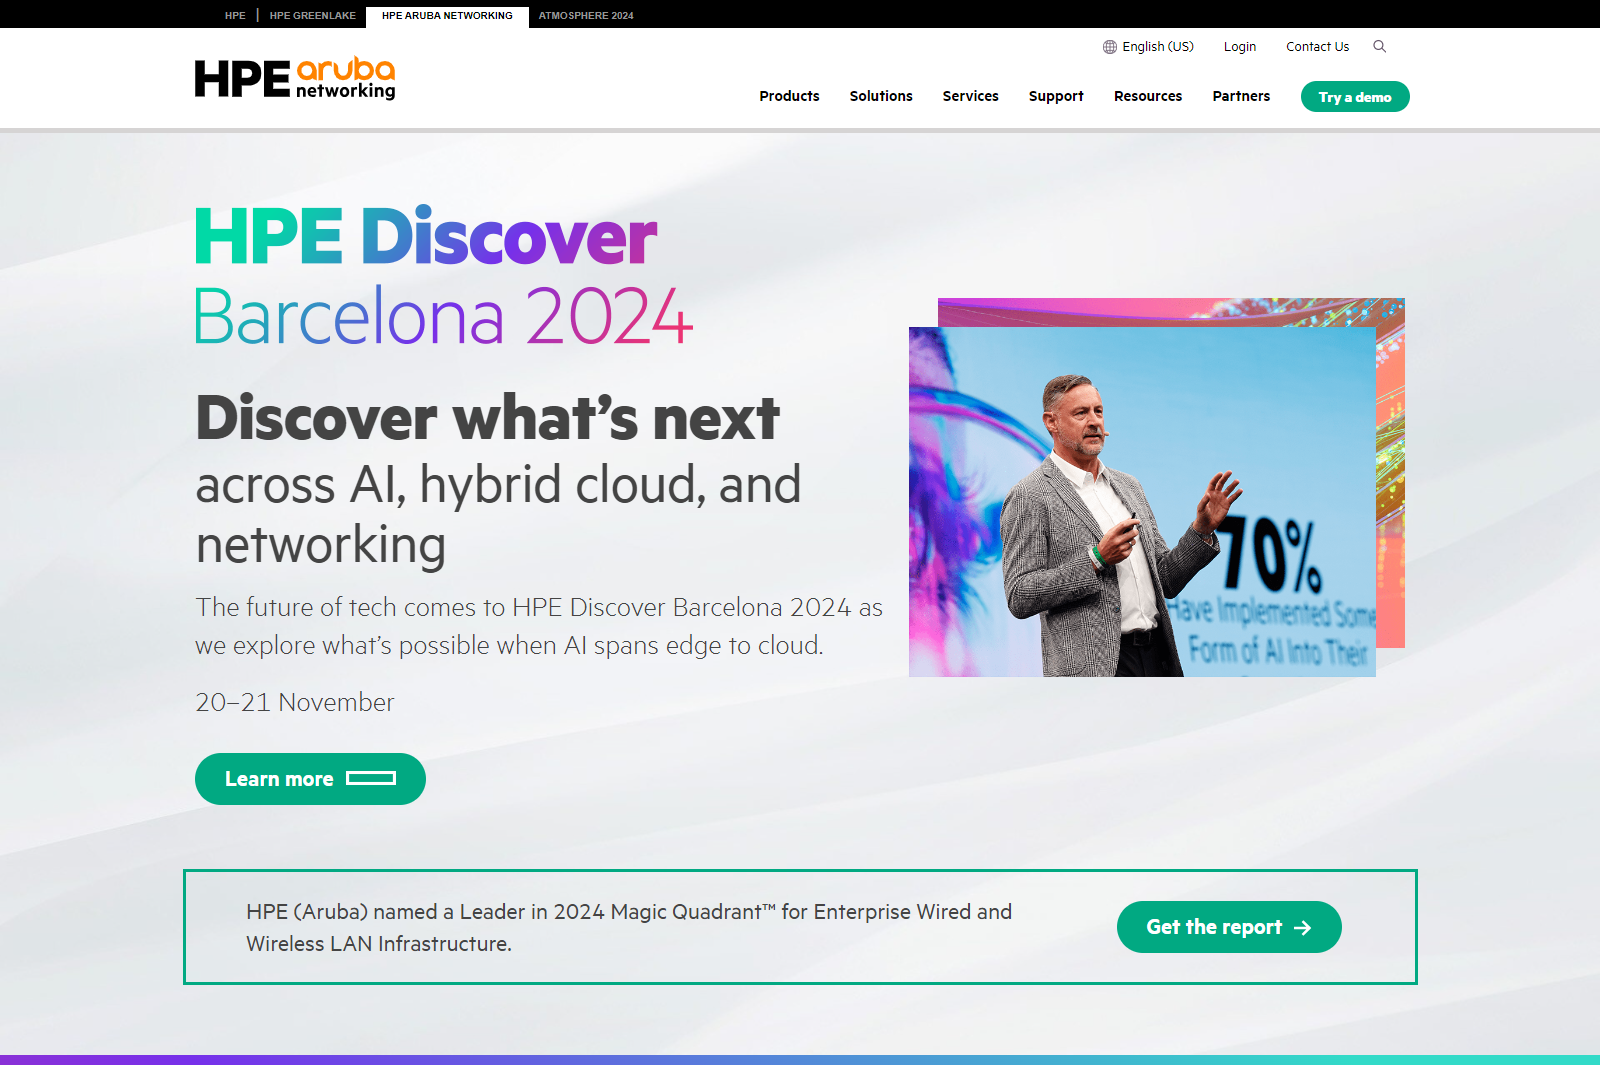 HPE | HPE GREENLAKE HPE ARUBA NETWORKING ATMOSPHERE 2024
English (US) Login Contact Us
HPE aruba networking
Products Solutions Services Support Resources Partners Try a demo
HPE Discover
Barcelona 2024
Discover what’s next
across AI, hybrid cloud, and
networking
The future of tech comes to HPE Discover Barcelona 2024 as
we explore what’s possible when AI spans edge to cloud.
20–21 November
Learn more
70%
Have Implemented Some
Form of AI Into Their
HPE (Aruba) named a Leader in 2024 Magic Quadrant™ for Enterprise Wired and
Wireless LAN Infrastructure.
Get the report →